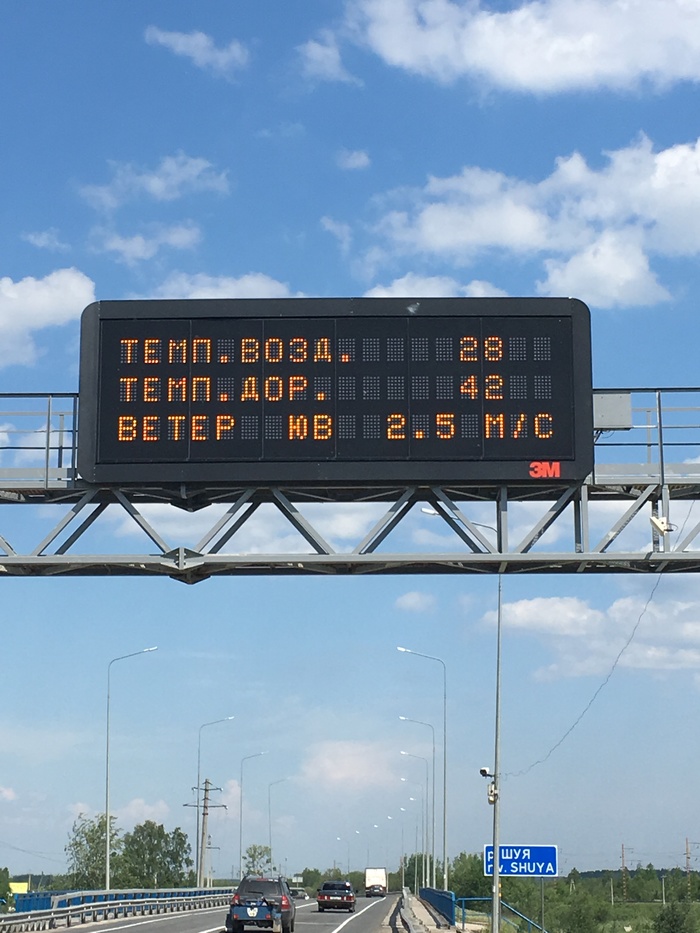 ТЕМП.ВОЗД. 28
ТЕМП.ДОР. 42
ВЕТЕР ЮВ 2.5 М/С
3M
ШУЯ
SHUYA